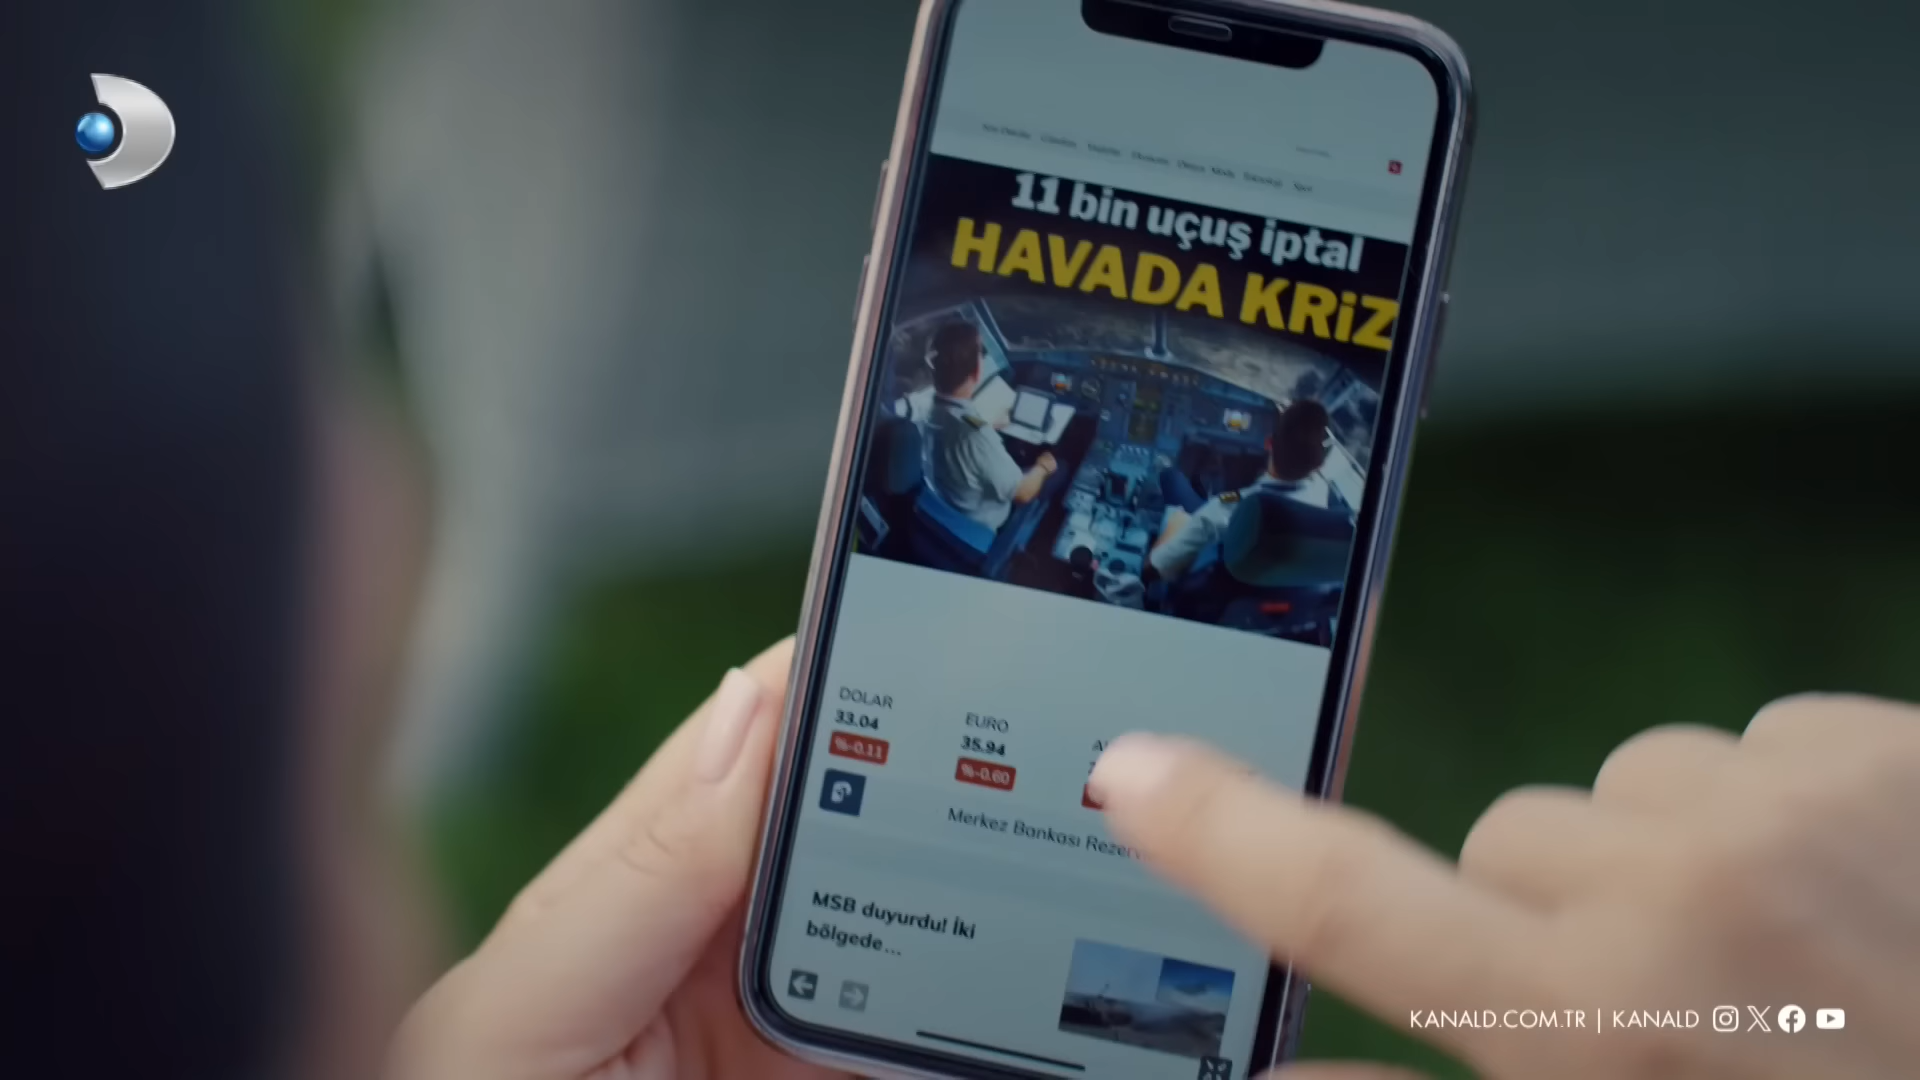 11 bin uçuş iptal
HAVADA KRİZ
DOLAR
33.04
%-0.11
EURO
35.94
%-0.60
Merkez Bankası
MSB duyurdu! İki
bölgede...
KANALD.COM.TR | KANALD